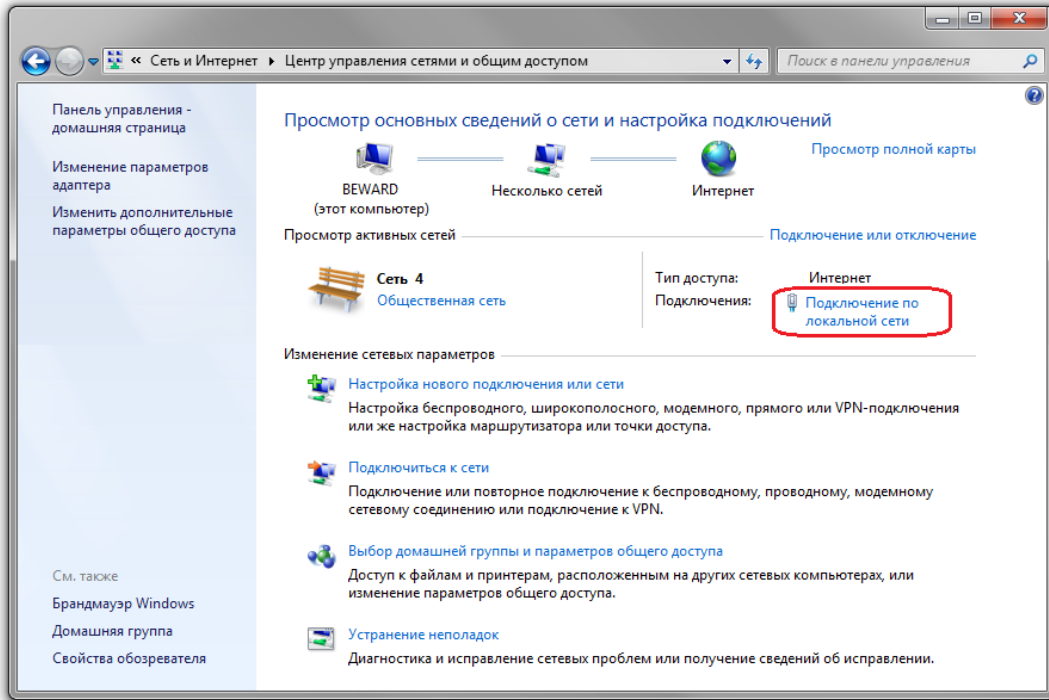 « Сеть и Интернет ▸ Центр управления сетями и общим доступом
Поиск в панели управления
Панель управления -
домашняя страница
Изменение параметров
адаптера
Изменить дополнительные
параметры общего доступа
Просмотр основных сведений о сети и настройка подключений
Просмотр полной карты
BEWARD
(этот компьютер)
Несколько сетей
Интернет
Просмотр активных сетей
Подключение или отключение
Сеть 4
Общественная сеть
Тип доступа: Интернет
Подключения: Подключение по
локальной сети
Изменение сетевых параметров
Настройка нового подключения или сети
Настройка беспроводного, широкополосного, модемного, прямого или VPN-подключения
или же настройка маршрутизатора или точки доступа.
Подключиться к сети
Подключение или повторное подключение к беспроводному, проводному, модемному
сетевому соединению или подключение к VPN.
Выбор домашней группы и параметров общего доступа
Доступ к файлам и принтерам, расположенным на других сетевых компьютерах, или
изменение параметров общего доступа.
Устранение неполадок
Диагностика и исправление сетевых проблем или получение сведений об исправлении.
См. также
Брандмауэр Windows
Домашняя группа
Свойства обозревателя